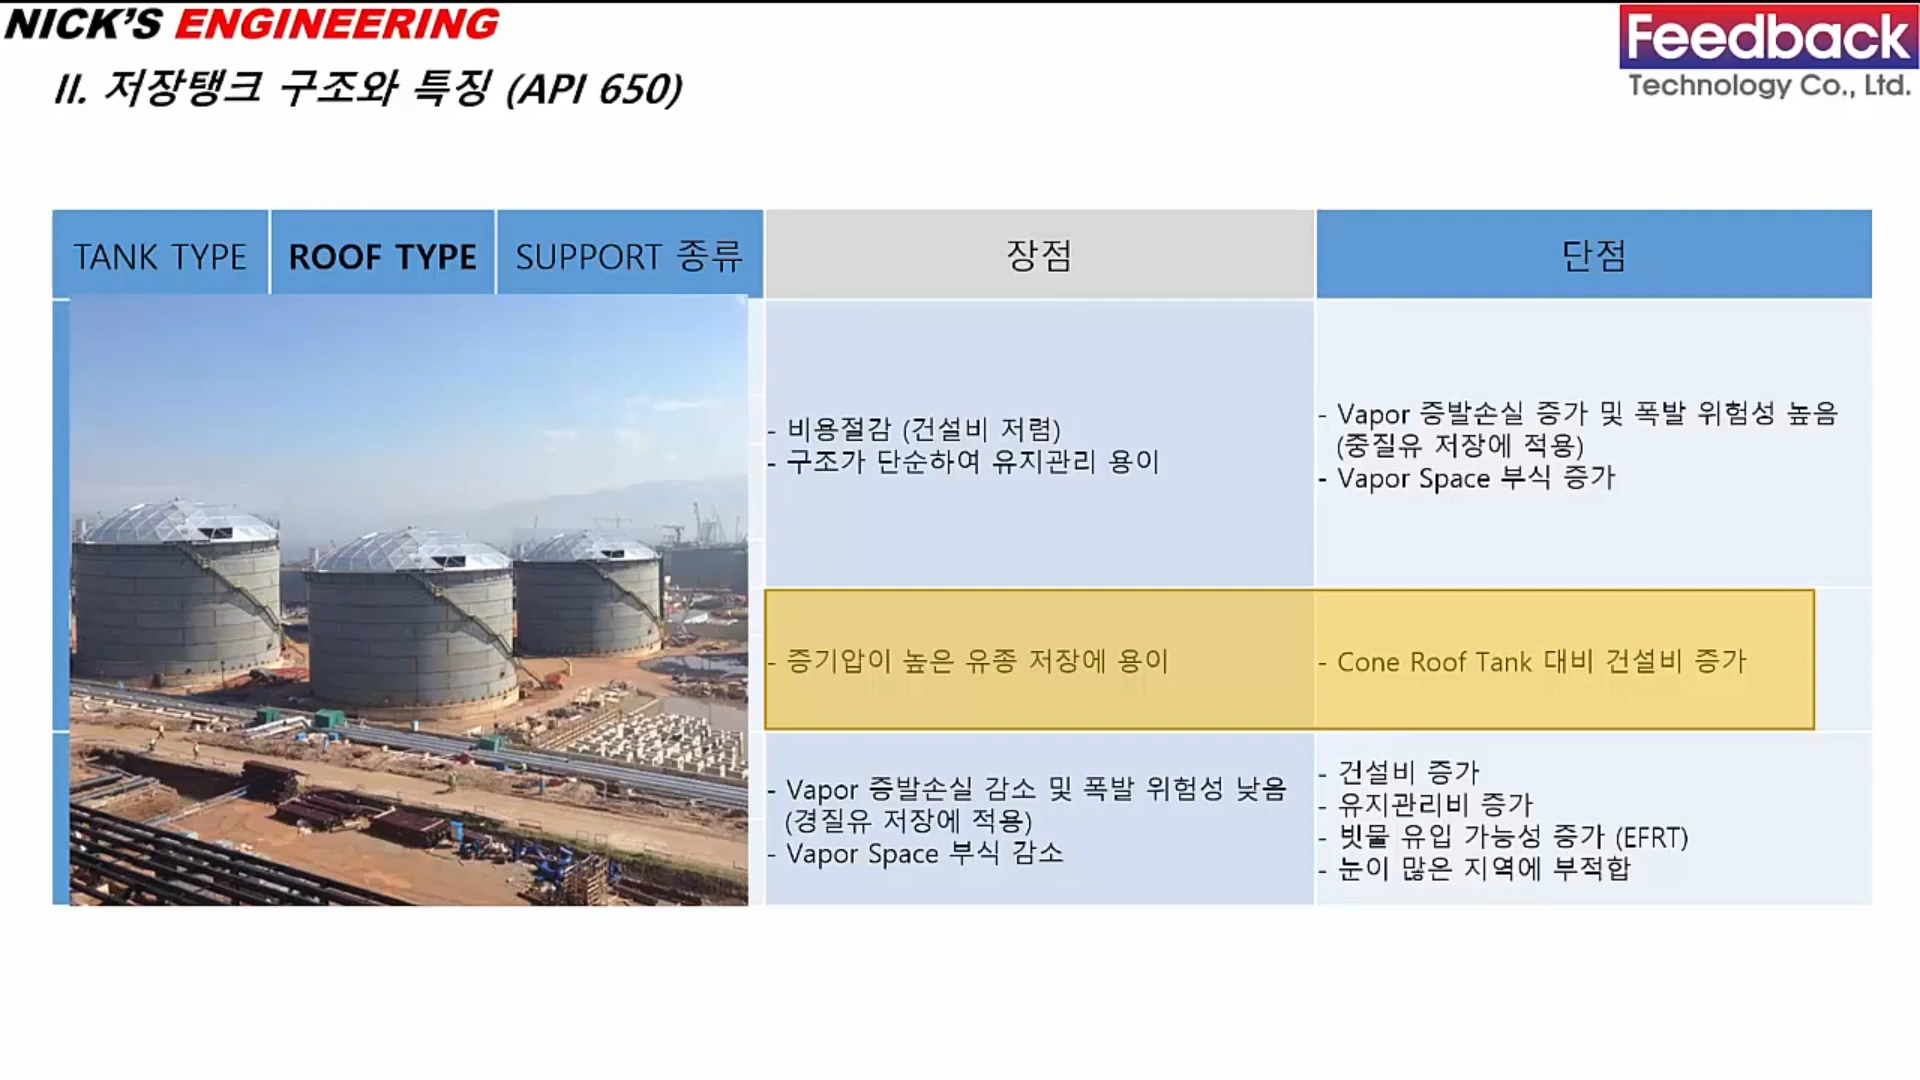 NICK'S ENGINEERING
Feedback
Technology Co., Ltd.
II. 저장탱크 구조와 특징 (API 650)
TANK TYPE
ROOF TYPE
SUPPORT 종류
장점
단점
- 비용절감 (건설비 저렴)
- 구조가 단순하여 유지관리 용이
- Vapor 증발손실 증가 및 폭발 위험성 높음
(중질유 저장에 적용)
- Vapor Space 부식 증가
- 증기압이 높은 유종 저장에 용이
- Cone Roof Tank 대비 건설비 증가
- Vapor 증발손실 감소 및 폭발 위험성 낮음
(경질유 저장에 적용)
- Vapor Space 부식 감소
- 건설비 증가
- 유지관리비 증가
- 빗물 유입 가능성 증가 (EFRT)
- 눈이 많은 지역에 부적합